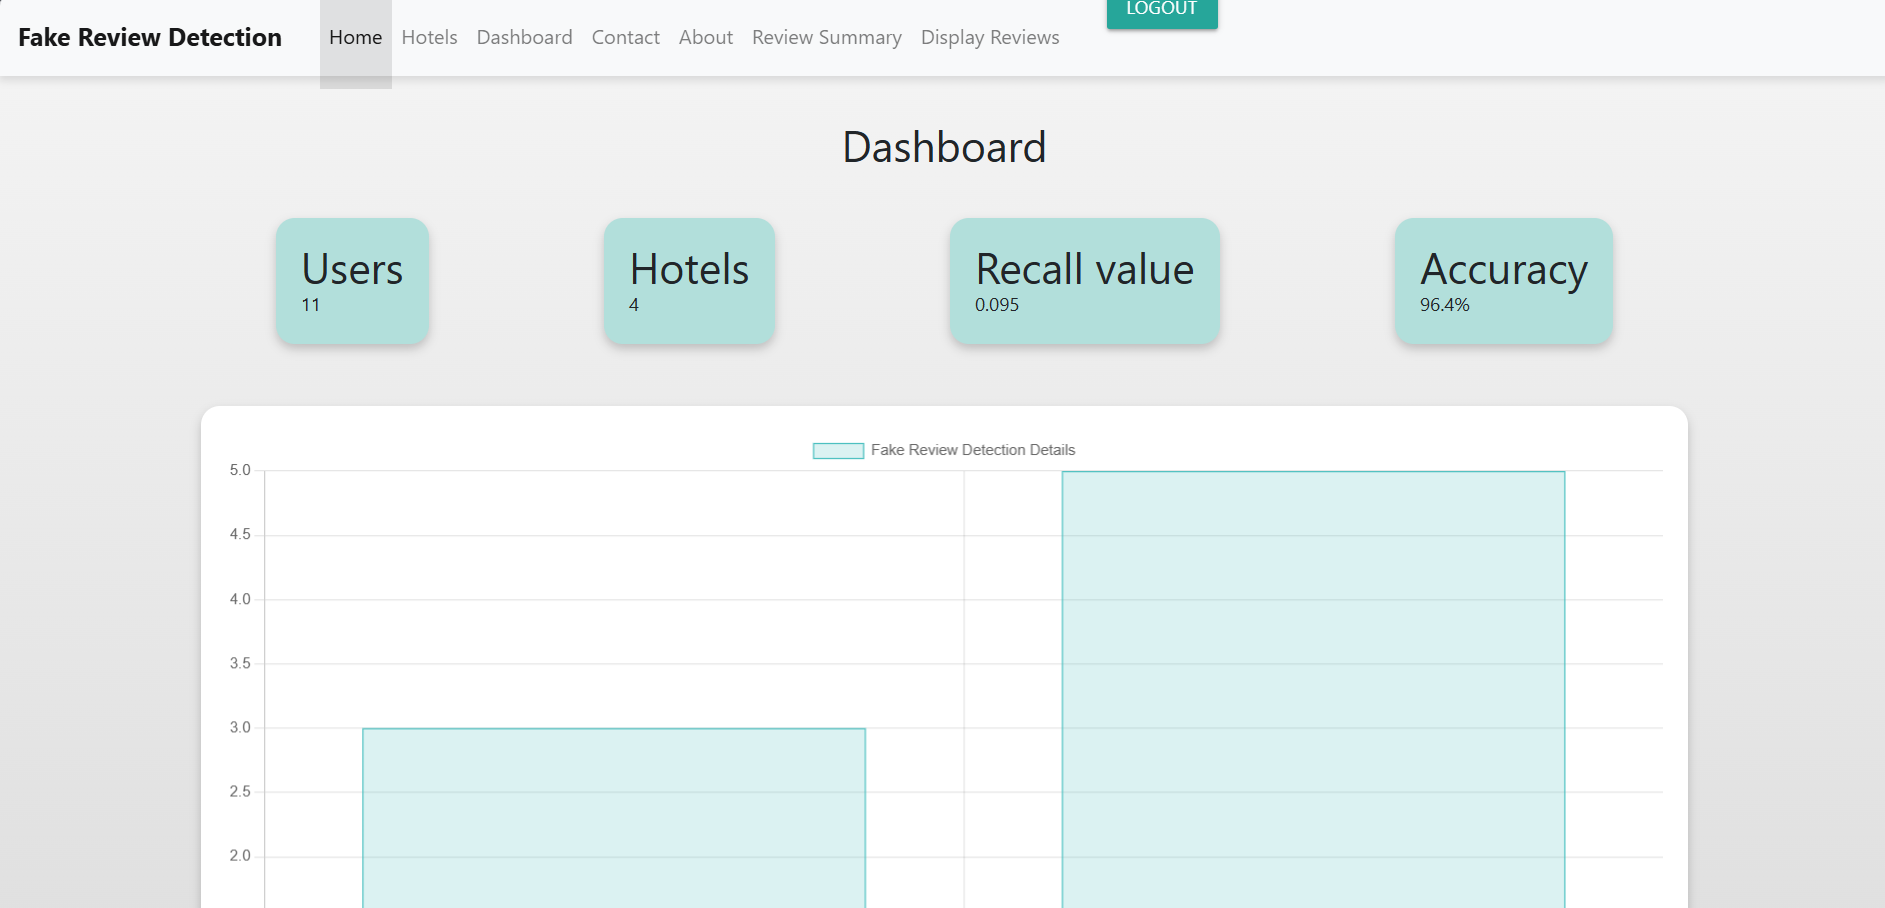 Fake Review Detection Home Hotels Dashboard Contact About Review Summary Display Reviews LOGOUT
Dashboard
Users Hotels Recall value Accuracy
11 4 0.095 96.4%
Fake Review Detection Details
5.0
4.5
4.0
3.5
3.0
2.5
2.0